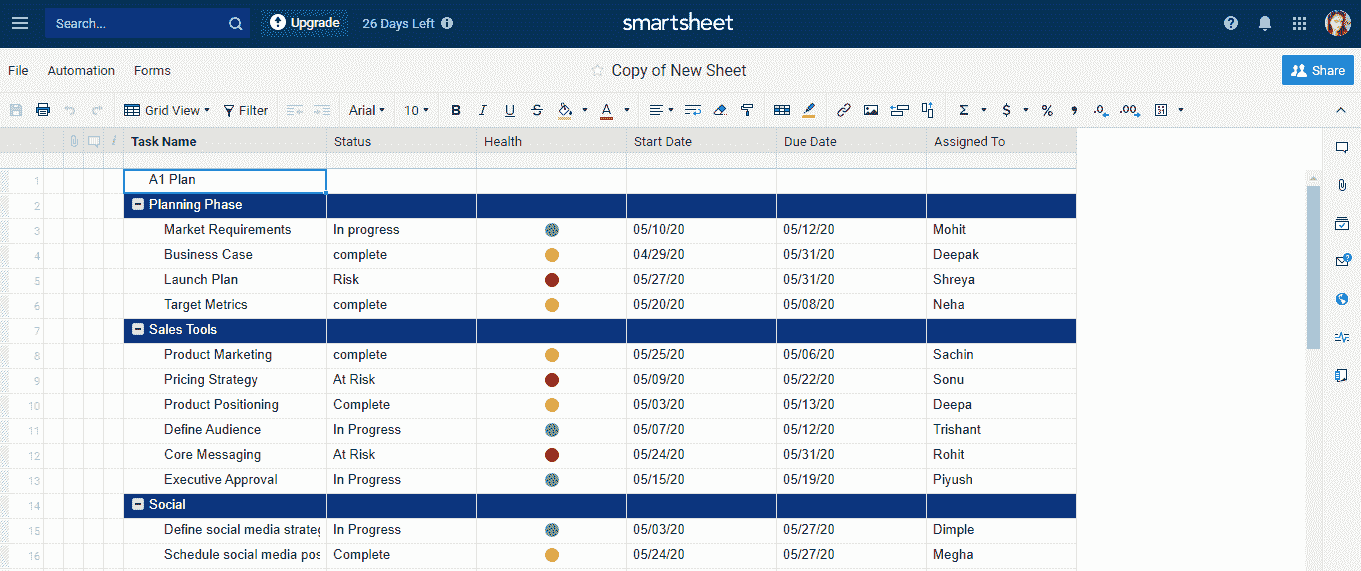 Search... Upgrade 26 Days Left smartsheet
File Automation Forms Copy of New Sheet Share
Grid View Filter Arial 10 B I U S A Σ $ % .0 .00
Task Name Status Health Start Date Due Date Assigned To
1 A1 Plan
2 Planning Phase
3 Market Requirements In progress 05/10/20 05/12/20 Mohit
4 Business Case complete 04/29/20 05/31/20 Deepak
5 Launch Plan Risk 05/27/20 05/31/20 Shreya
6 Target Metrics complete 05/20/20 05/08/20 Neha
7 Sales Tools
8 Product Marketing complete 05/25/20 05/06/20 Sachin
9 Pricing Strategy At Risk 05/09/20 05/22/20 Sonu
10 Product Positioning Complete 05/03/20 05/13/20 Deepa
11 Define Audience In Progress 05/07/20 05/12/20 Trishant
12 Core Messaging At Risk 05/24/20 05/31/20 Rohit
13 Executive Approval In Progress 05/15/20 05/19/20 Piyush
14 Social
15 Define social media strateg In Progress 05/03/20 05/27/20 Dimple
16 Schedule social media pos Complete 05/24/20 05/27/20 Megha